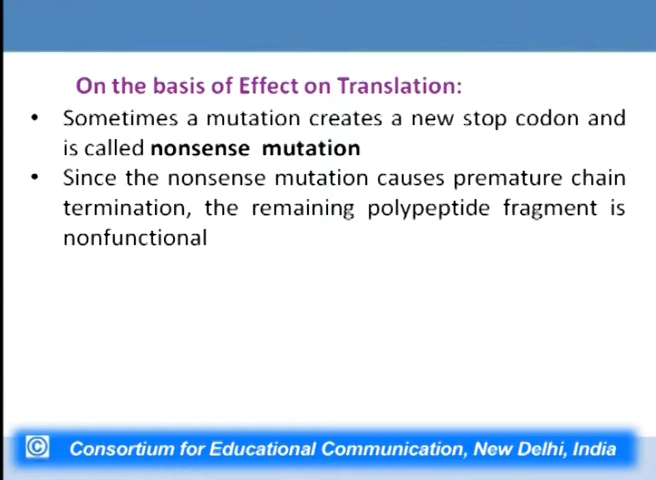 On the basis of Effect on Translation:
• Sometimes a mutation creates a new stop codon and
is called nonsense mutation
• Since the nonsense mutation causes premature chain
termination, the remaining polypeptide fragment is
nonfunctional
© Consortium for Educational Communication, New Delhi, India